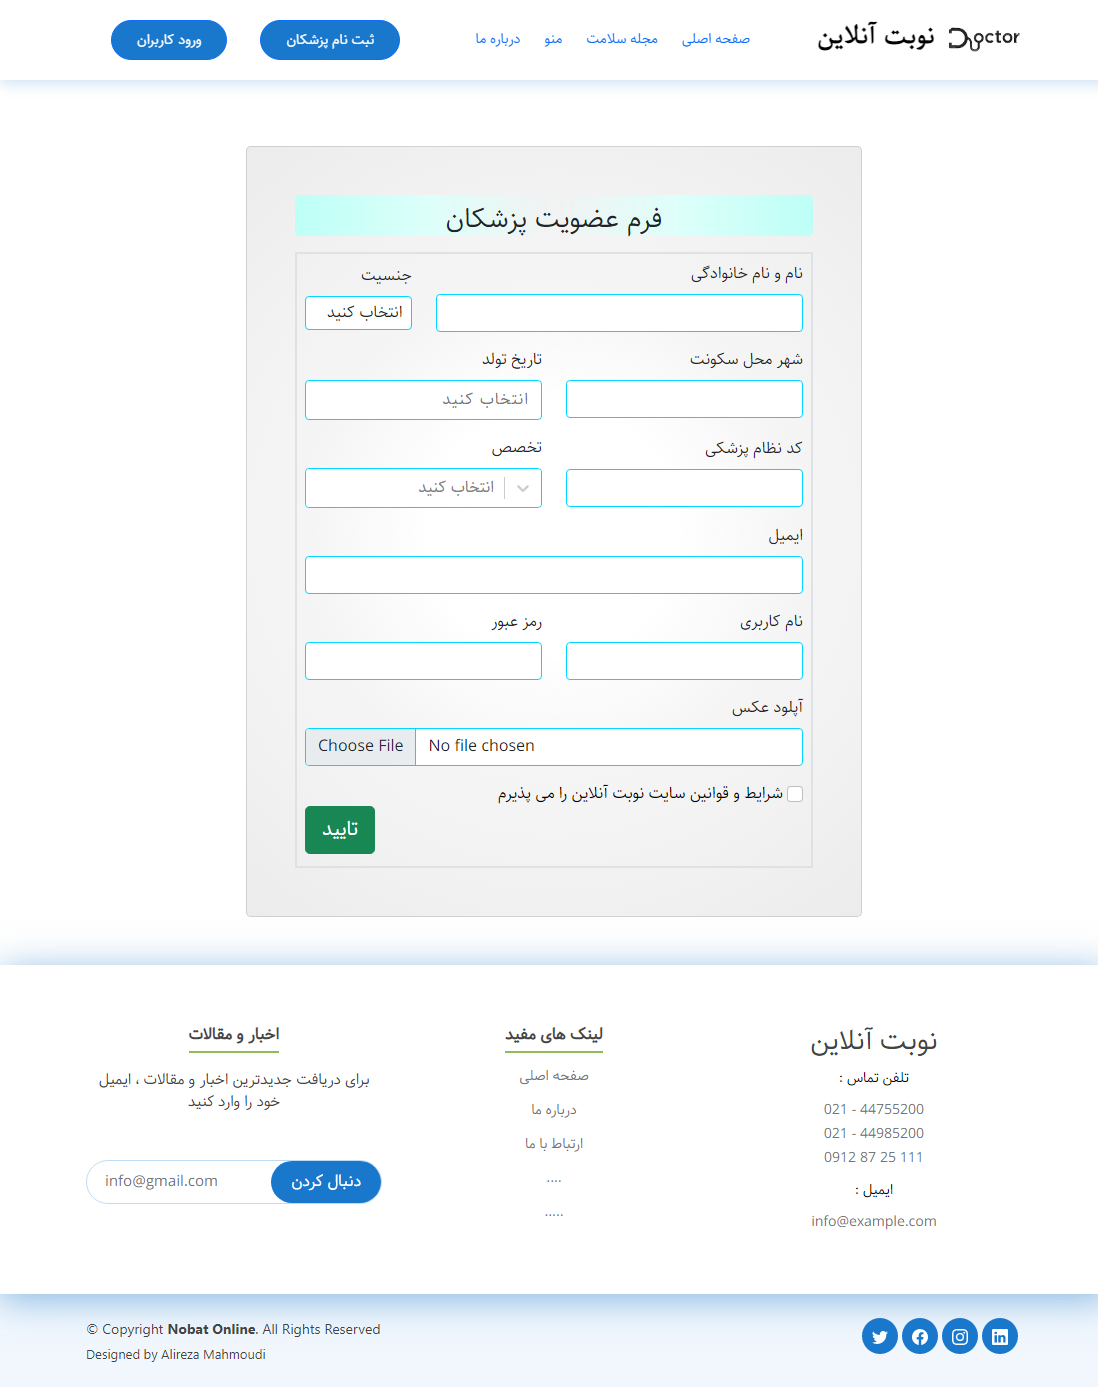 Doctor نوبت آنلاین
صفحه اصلی مجله سلامت منو درباره ما
ثبت نام پزشکان ورود کاربران
فرم عضویت پزشکان
نام و نام خانوادگی جنسیت
انتخاب کنید
شهر محل سکونت تاریخ تولد
انتخاب کنید
کد نظام پزشکی تخصص
انتخاب کنید
ایمیل
نام کاربری رمز عبور
آپلود عکس
Choose File No file chosen
شرایط و قوانین سایت نوبت آنلاین را می پذیرم
تایید
نوبت آنلاین
تلفن تماس :
021 - 44755200
021 - 44985200
0912 87 25 111
ایمیل :
info@example.com
لینک های مفید
صفحه اصلی
درباره ما
ارتباط با ما
....
.....
اخبار و مقالات
برای دریافت جدیدترین اخبار و مقالات ، ایمیل
خود را وارد کنید
info@gmail.com دنبال کردن
© Copyright Nobat Online. All Rights Reserved
Designed by Alireza Mahmoudi